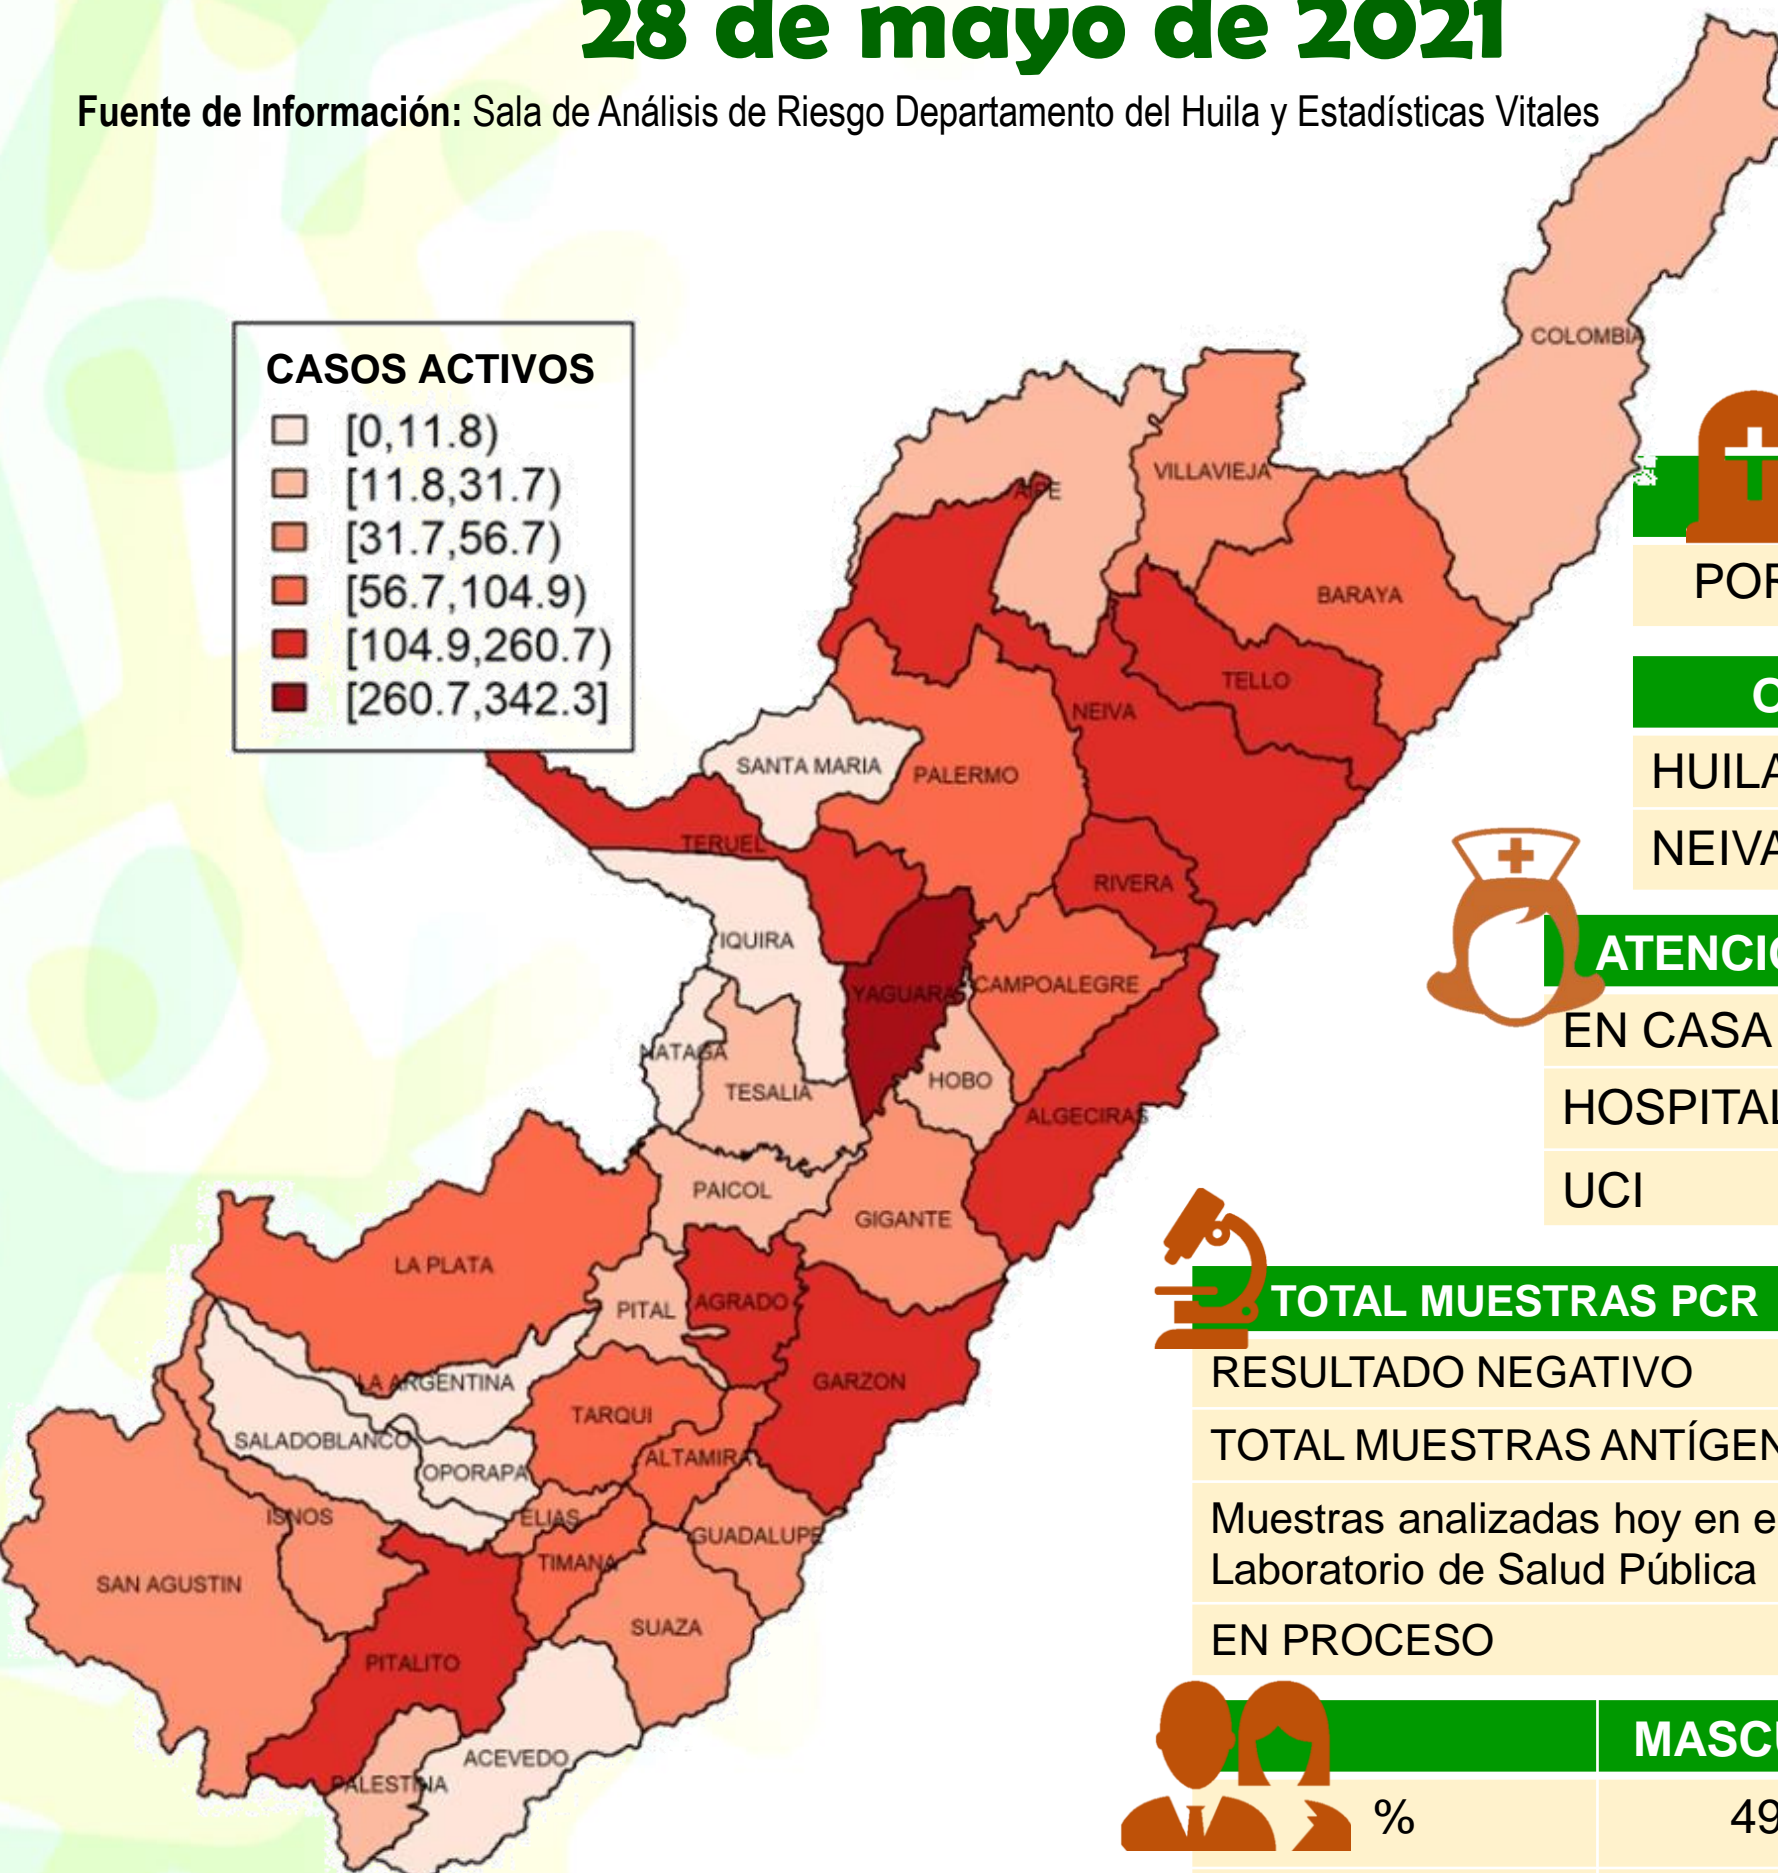 28 de mayo de 2021
Fuente de Información: Sala de Análisis de Riesgo Departamento del Huila y Estadísticas Vitales
CASOS ACTIVOS
[0,11.8)
[11.8,31.7)
[31.7,56.7)
[56.7,104.9)
[104.9,260.7)
[260.7,342.3]
COLOMBIA
VILLAVIEJA
AIPE
BARAYA
TELLO
NEIVA
SANTA MARIA
PALERMO
TERUEL
RIVERA
IQUIRA
YAGUARA
CAMPOALEGRE
NATAGA
TESALIA
HOBO
ALGECIRAS
PAICOL
GIGANTE
LA PLATA
PITAL
AGRADO
LA ARGENTINA
GARZON
TARQUI
SALADOBLANCO
OPORAPA
ALTAMIRA
ISNOS
ELIAS
GUADALUPE
TIMANA
SAN AGUSTIN
SUAZA
PITALITO
ACEVEDO
PALESTINA
POR
HUILA
NEIVA
ATENCIÓ
EN CASA
HOSPITAL
UCI
TOTAL MUESTRAS PCR
RESULTADO NEGATIVO
TOTAL MUESTRAS ANTÍGEN
Muestras analizadas hoy en e
Laboratorio de Salud Pública
EN PROCESO
MASCU
% 49